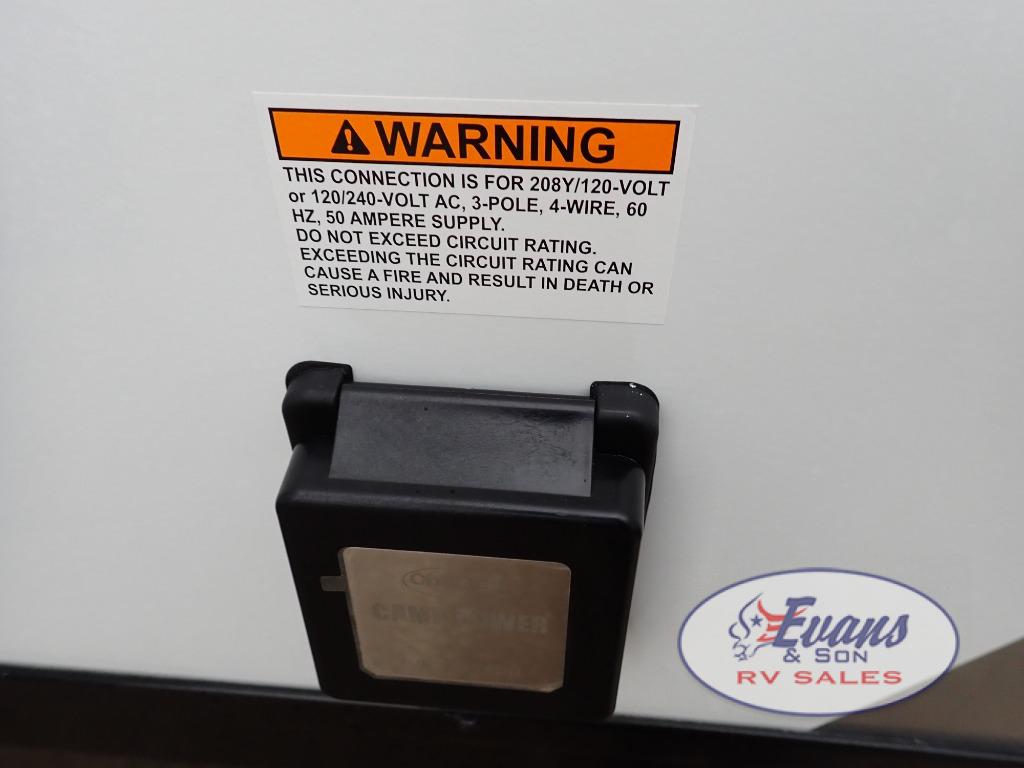 WARNING
THIS CONNECTION IS FOR 208Y/120-VOLT
or 120/240-VOLT AC, 3-POLE, 4-WIRE, 60
HZ, 50 AMPERE SUPPLY.
DO NOT EXCEED CIRCUIT RATING.
EXCEEDING THE CIRCUIT RATING CAN
CAUSE A FIRE AND RESULT IN DEATH OR
SERIOUS INJURY.
Evans
& SON
RV SALES